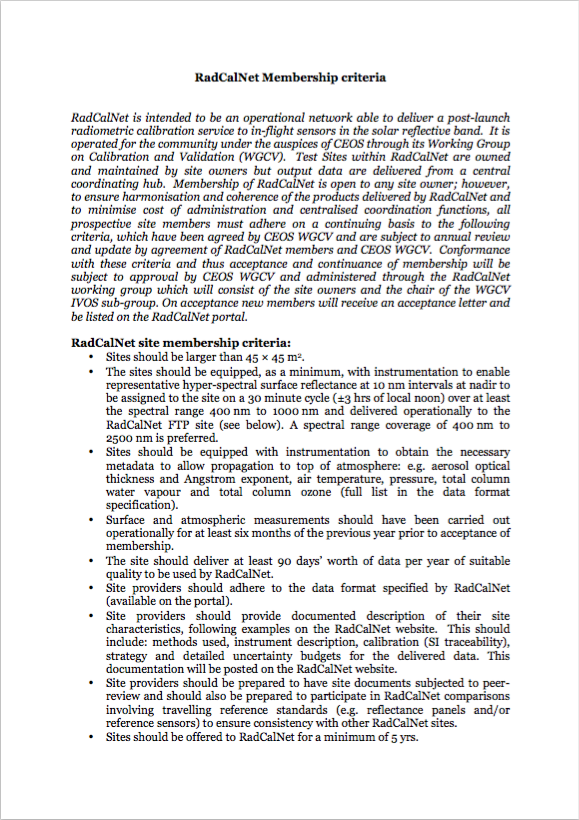 RadCalNet Membership criteria
RadCalNet is intended to be an operational network able to deliver a post-launch
radiometric calibration service to in-flight sensors in the solar reflective band. It is
operated for the community under the auspices of CEOS through its Working Group
on Calibration and Validation (WGCV). Test Sites within RadCalNet are owned
and maintained by site owners but output data are delivered from a central
coordinating hub. Membership of RadCalNet is open to any site owner; however,
to ensure harmonisation and coherence of the products delivered by RadCalNet and
to minimise cost of administration and centralised coordination functions, all
prospective site members must adhere on a continuing basis to the following
criteria, which have been agreed by CEOS WGCV and are subject to annual review
and update by agreement of RadCalNet members and CEOS WGCV. Conformance
with these criteria and thus acceptance and continuance of membership will be
subject to approval by CEOS WGCV and administered through the RadCalNet
working group which will consist of the site owners and the chair of the WGCV
IVOS sub-group. On acceptance new members will receive an acceptance letter and
be listed on the RadCalNet portal.
RadCalNet site membership criteria:
• Sites should be larger than 45 × 45 m².
• The sites should be equipped, as a minimum, with instrumentation to enable
representative hyper-spectral surface reflectance at 10 nm intervals at nadir to
be assigned to the site on a 30 minute cycle (±3 hrs of local noon) over at least
the spectral range 400 nm to 1000 nm and delivered operationally to the
RadCalNet FTP site (see below). A spectral range coverage of 400 nm to
2500 nm is preferred.
• Sites should be equipped with instrumentation to obtain the necessary
metadata to allow propagation to top of atmosphere: e.g. aerosol optical
thickness and Angstrom exponent, air temperature, pressure, total column
water vapour and total column ozone (full list in the data format
specification).
• Surface and atmospheric measurements should have been carried out
operationally for at least six months of the previous year prior to acceptance of
membership.
• The site should deliver at least 90 days' worth of data per year of suitable
quality to be used by RadCalNet.
• Site providers should adhere to the data format specified by RadCalNet
(available on the portal).
• Site providers should provide documented description of their site
characteristics, following examples on the RadCalNet website. This should
include: methods used, instrument description, calibration (SI traceability),
strategy and detailed uncertainty budgets for the delivered data. This
documentation will be posted on the RadCalNet website.
• Site providers should be prepared to have site documents subjected to peer-
review and should also be prepared to participate in RadCalNet comparisons
involving travelling reference standards (e.g. reflectance panels and/or
reference sensors) to ensure consistency with other RadCalNet sites.
• Sites should be offered to RadCalNet for a minimum of 5 yrs.